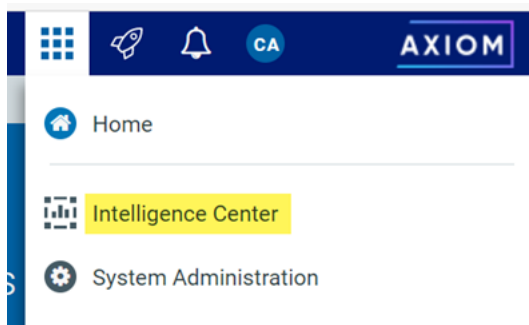 CA AXIOM
Home
Intelligence Center
S
System Administration